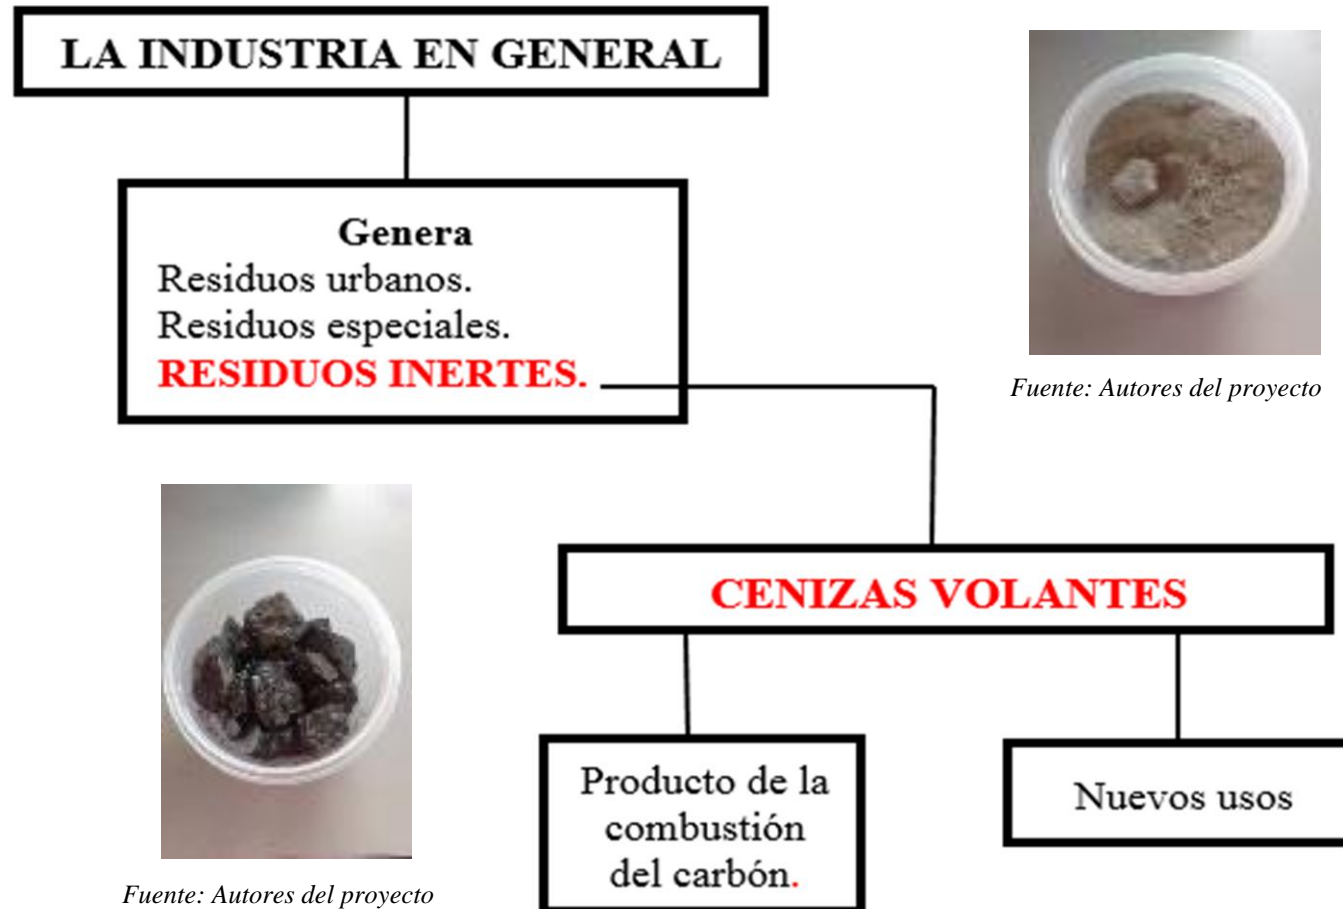 LA INDUSTRIA EN GENERAL
Genera
Residuos urbanos.
Residuos especiales.
RESIDUOS INERTES.
Fuente: Autores del proyecto
CENIZAS VOLANTES
Producto de la
combustión
del carbón.
Nuevos usos
Fuente: Autores del proyecto